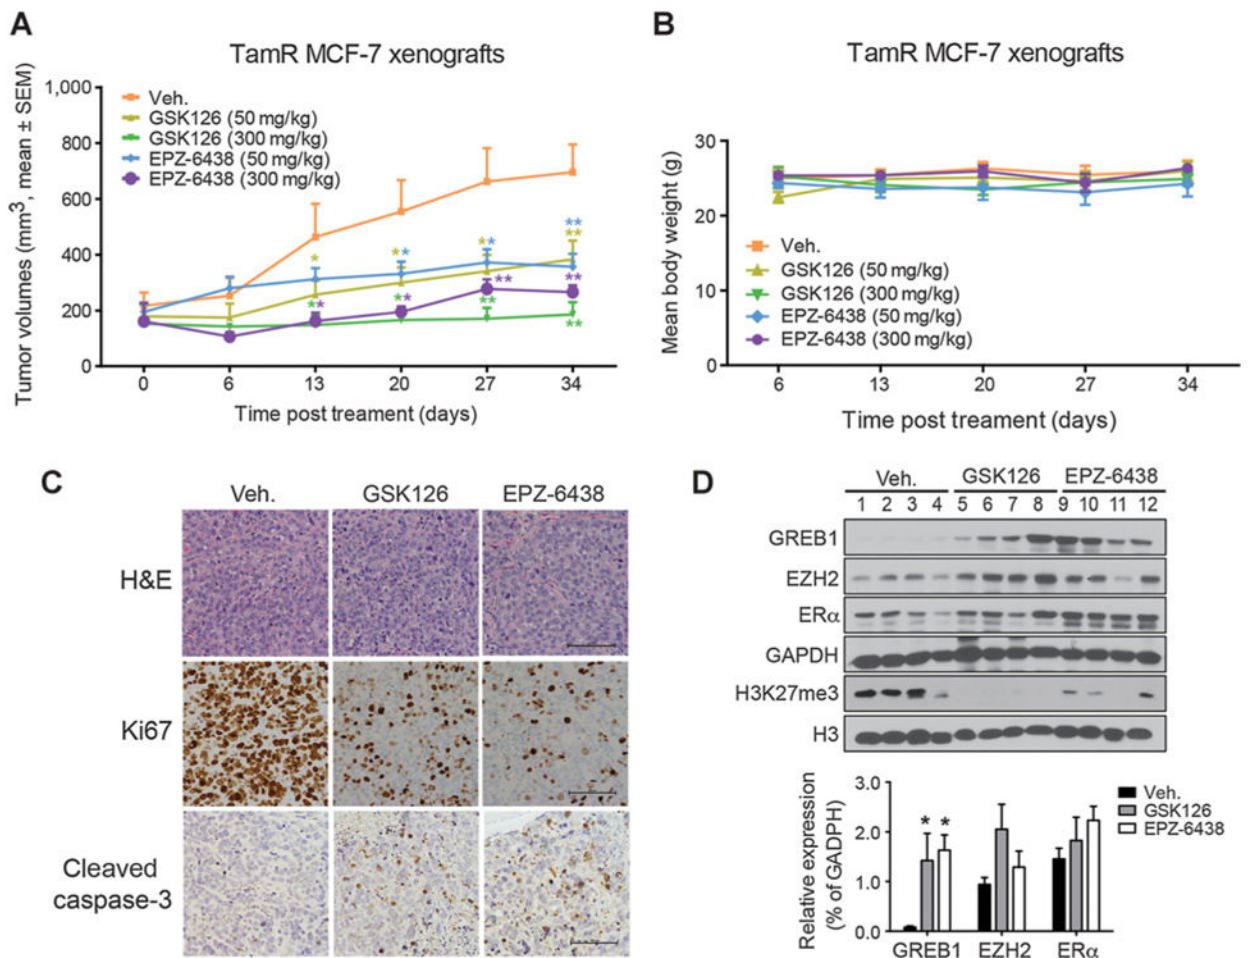 A
TamR MCF-7 xenografts
Tumor volumes (mm³, mean ± SEM)
1,000
800
600
400
200
0
Veh.
GSK126 (50 mg/kg)
GSK126 (300 mg/kg)
EPZ-6438 (50 mg/kg)
EPZ-6438 (300 mg/kg)
* ** ** ** **
** ** ** ** ** **
0 6 13 20 27 34
Time post treament (days)
B
TamR MCF-7 xenografts
Mean body weight (g)
30
20
10
0
Veh.
GSK126 (50 mg/kg)
GSK126 (300 mg/kg)
EPZ-6438 (50 mg/kg)
EPZ-6438 (300 mg/kg)
6 13 20 27 34
Time post treament (days)
C
Veh. GSK126 EPZ-6438
H&E
Ki67
Cleaved
caspase-3
D
Veh. GSK126 EPZ-6438
1 2 3 4 5 6 7 8 9 10 11 12
GREB1
EZH2
ERα
GAPDH
H3K27me3
H3
Relative expression
(% of GADPH)
3.0
2.0
1.0
0
* *
Veh.
GSK126
EPZ-6438
GREB1 EZH2 ERα